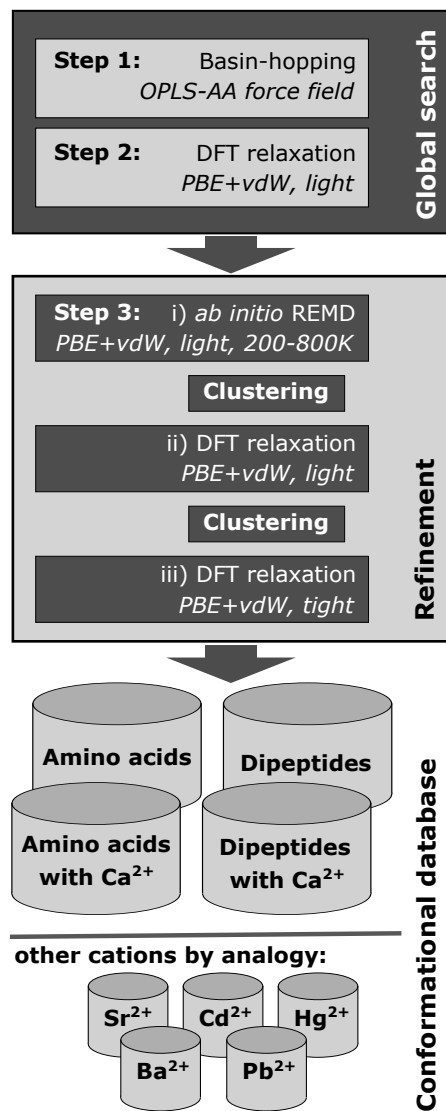 Step 1: Basin-hopping
OPLS-AA force field
Step 2: DFT relaxation
PBE+vdW, light
Global search
Step 3: i) ab initio REMD
PBE+vdW, light, 200-800K
Clustering
ii) DFT relaxation
PBE+vdW, light
Clustering
iii) DFT relaxation
PBE+vdW, tight
Refinement
Amino acids
Dipeptides
Amino acids
with Ca²⁺
Dipeptides
with Ca²⁺
other cations by analogy:
Sr²⁺ Cd²⁺ Hg²⁺
Ba²⁺ Pb²⁺
Conformational database